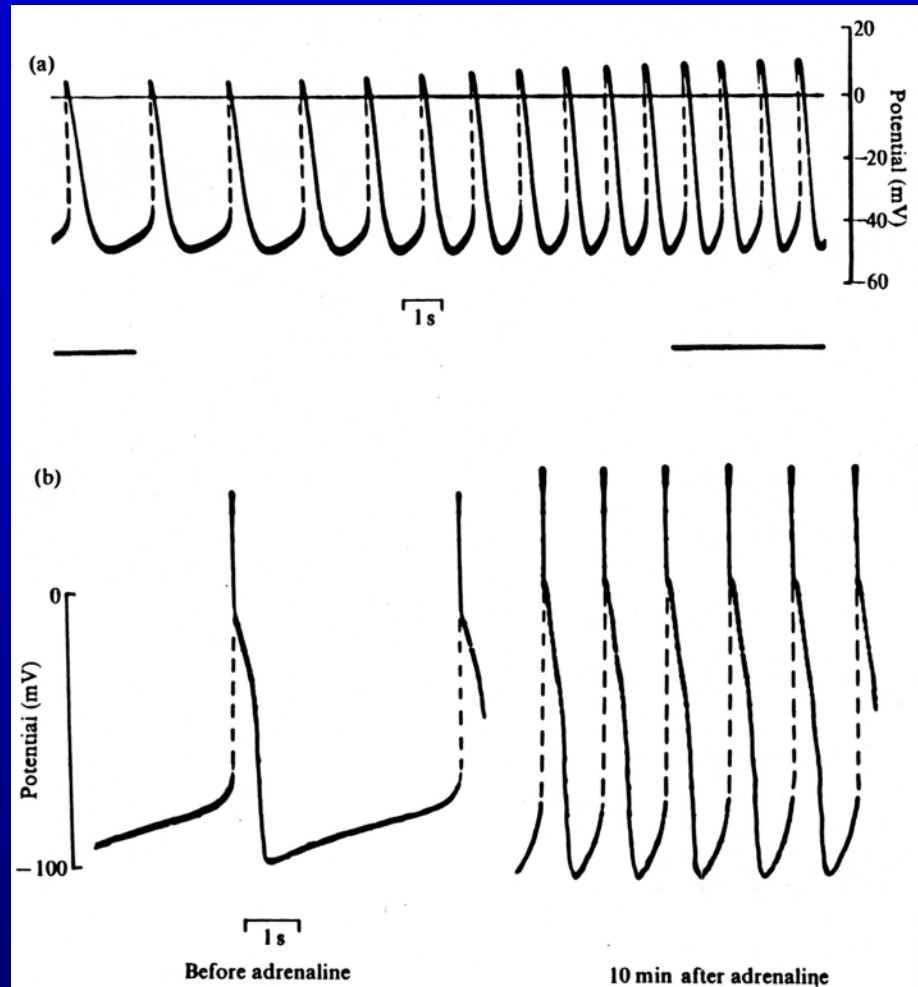 (a)
20
0
−20
−40
−60
Potential (mV)
1 s
(b)
0
−100
Potential (mV)
1 s
Before adrenaline
10 min after adrenaline